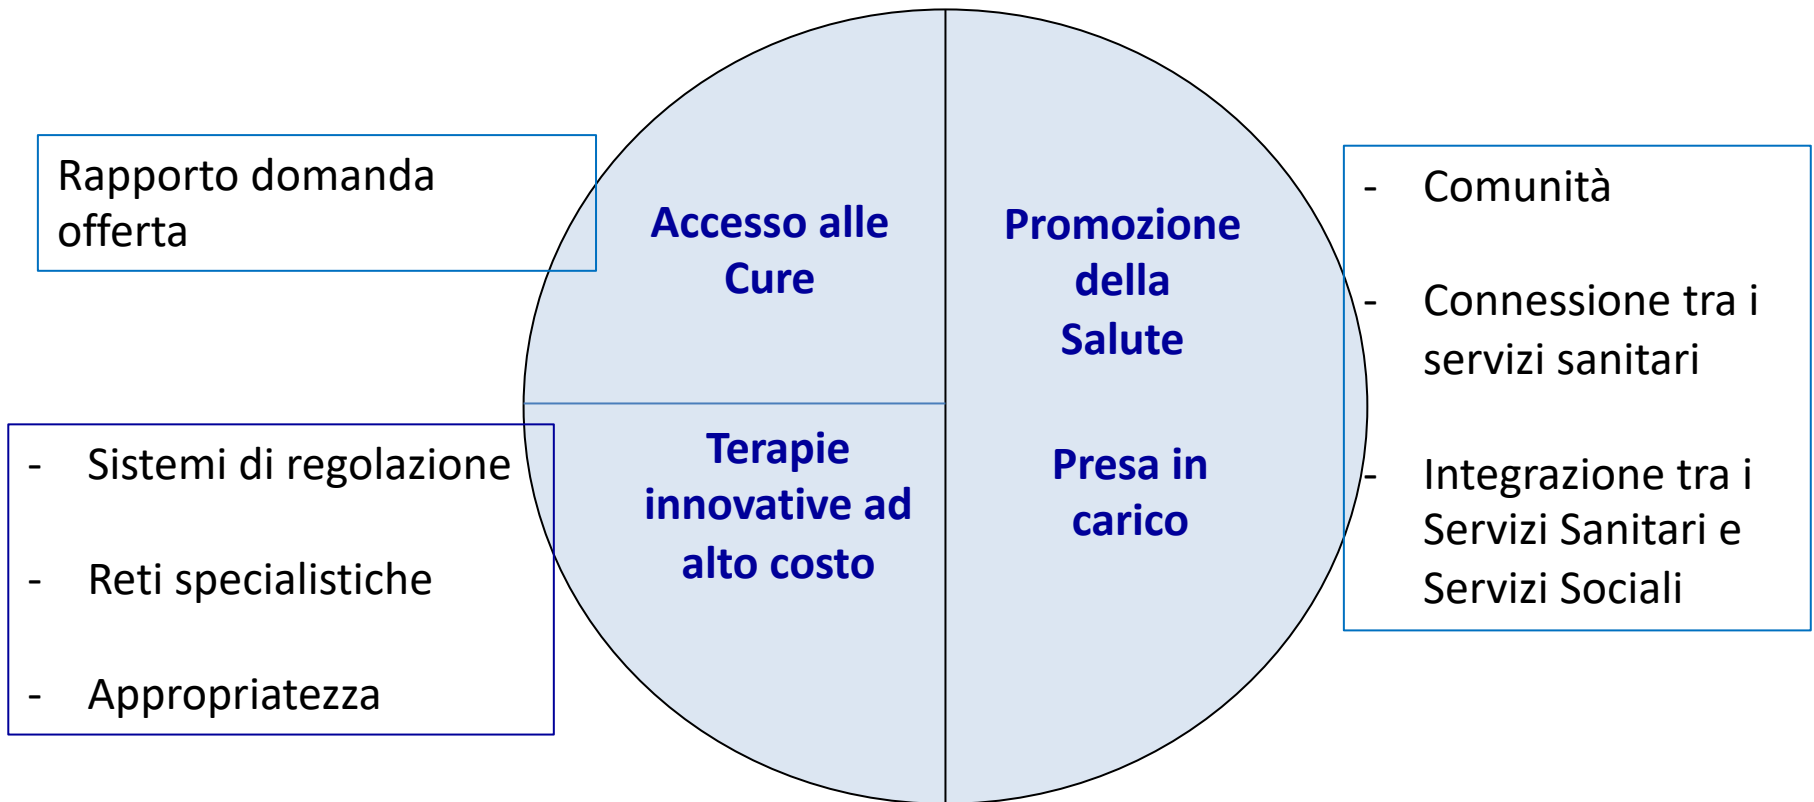 Rapporto domanda
offerta
Accesso alle
Cure
Promozione
della
Salute
- Comunità
- Connessione tra i
servizi sanitari
- Integrazione tra i
Servizi Sanitari e
Servizi Sociali
- Sistemi di regolazione
- Reti specialistiche
- Appropriatezza
Terapie
innovative ad
alto costo
Presa in
carico